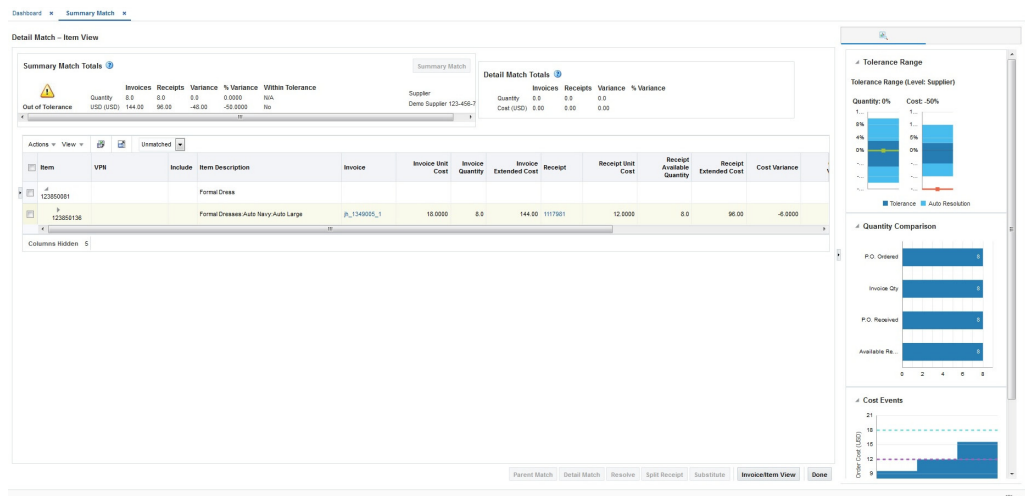 Dashboard × Summary Match ×
Detail Match – Item View
Summary Match Totals ?
Summary Match
Invoices Receipts Variance % Variance Within Tolerance
Quantity 8.0 8.0 0.0 0.0000 N/A
Out of Tolerance USD (USD) 144.00 96.00 -48.00 -50.0000 No
Supplier
Demo Supplier 123-456-7
Detail Match Totals ?
Invoices Receipts Variance % Variance
Quantity 0.0 0.0 0.0
Cost (USD) 0.00 0.00 0.00
Actions View Unmatched
Item VPN Include Item Description Invoice Invoice Unit Cost Invoice Quantity Invoice Extended Cost Receipt Receipt Unit Cost Receipt Available Quantity Receipt Extended Cost Cost Variance
123850081 Formal Dress
123850136 Formal Dresses:Auto Navy:Auto Large jh_1349005_1 18.0000 8.0 144.00 1117981 12.0000 8.0 96.00 -6.0000
Columns Hidden 5
Parent Match Detail Match Resolve Split Receipt Substitute Invoice/Item View Done
Tolerance Range
Tolerance Range (Level: Supplier)
Quantity: 0% Cost: -50%
1... 1...
8% 1...
4% 5%
0% 0%
-... -...
-... -...
Tolerance Auto Resolution
Quantity Comparison
P.O. Ordered 8
Invoice Qty 8
P.O. Received 8
Available Re... 8
0 2 4 6 8
Cost Events
Order Cost (USD)
21
18
15
12
9